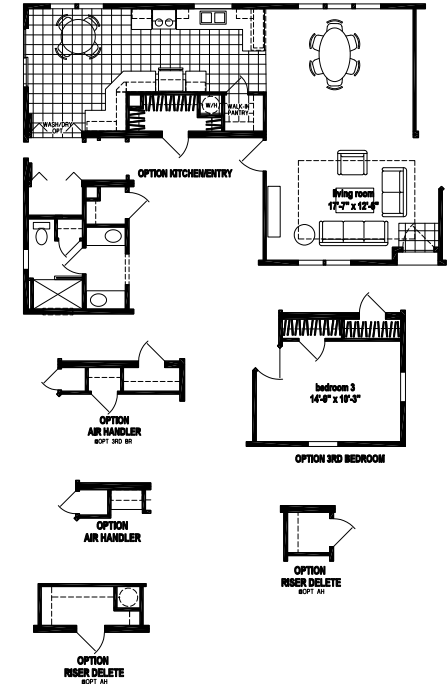 W/H
WALK-IN
PANTRY
WASH/DRY
OPT
OPTION KITCHEN/ENTRY
living room
17'-7" x 12'-6"
bedroom 3
14'-9" x 10'-3"
OPTION 3RD BEDROOM
OPTION
AIR HANDLER
@OPT 3RD BR
OPTION
AIR HANDLER
OPTION
RISER DELETE
@OPT AH
OPTION
RISER DELETE
@OPT AH